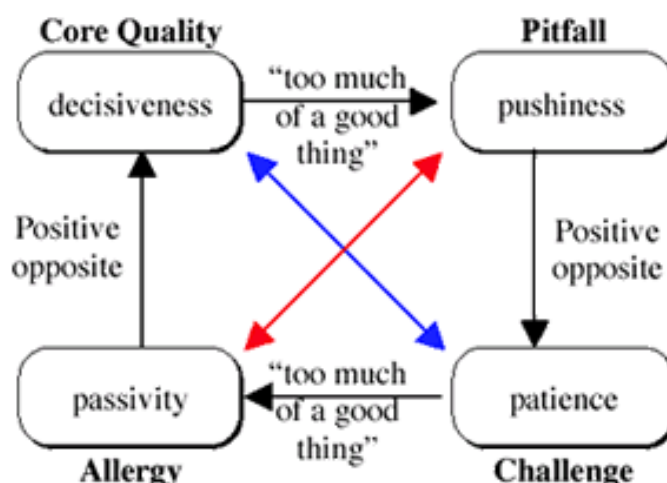 Core Quality
Pitfall
decisiveness
“too much
of a good
thing”
pushiness
Positive
opposite
Positive
opposite
passivity
“too much
of a good
thing”
patience
Allergy
Challenge